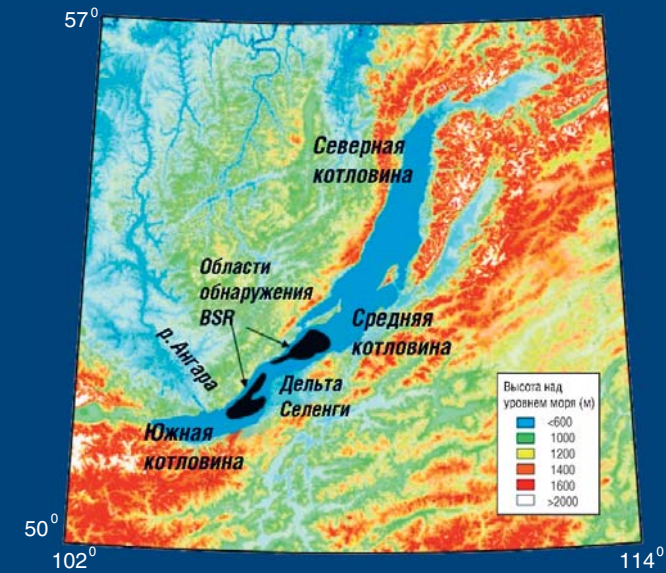 57⁰
Северная
котловина
Области
обнаружения
BSR
р. Ангара
Средняя
котловина
Дельта
Селенги
Южная
котловина
Высота над
уровнем моря (м)
<600
1000
1200
1400
1600
>2000
50⁰
102⁰
114⁰